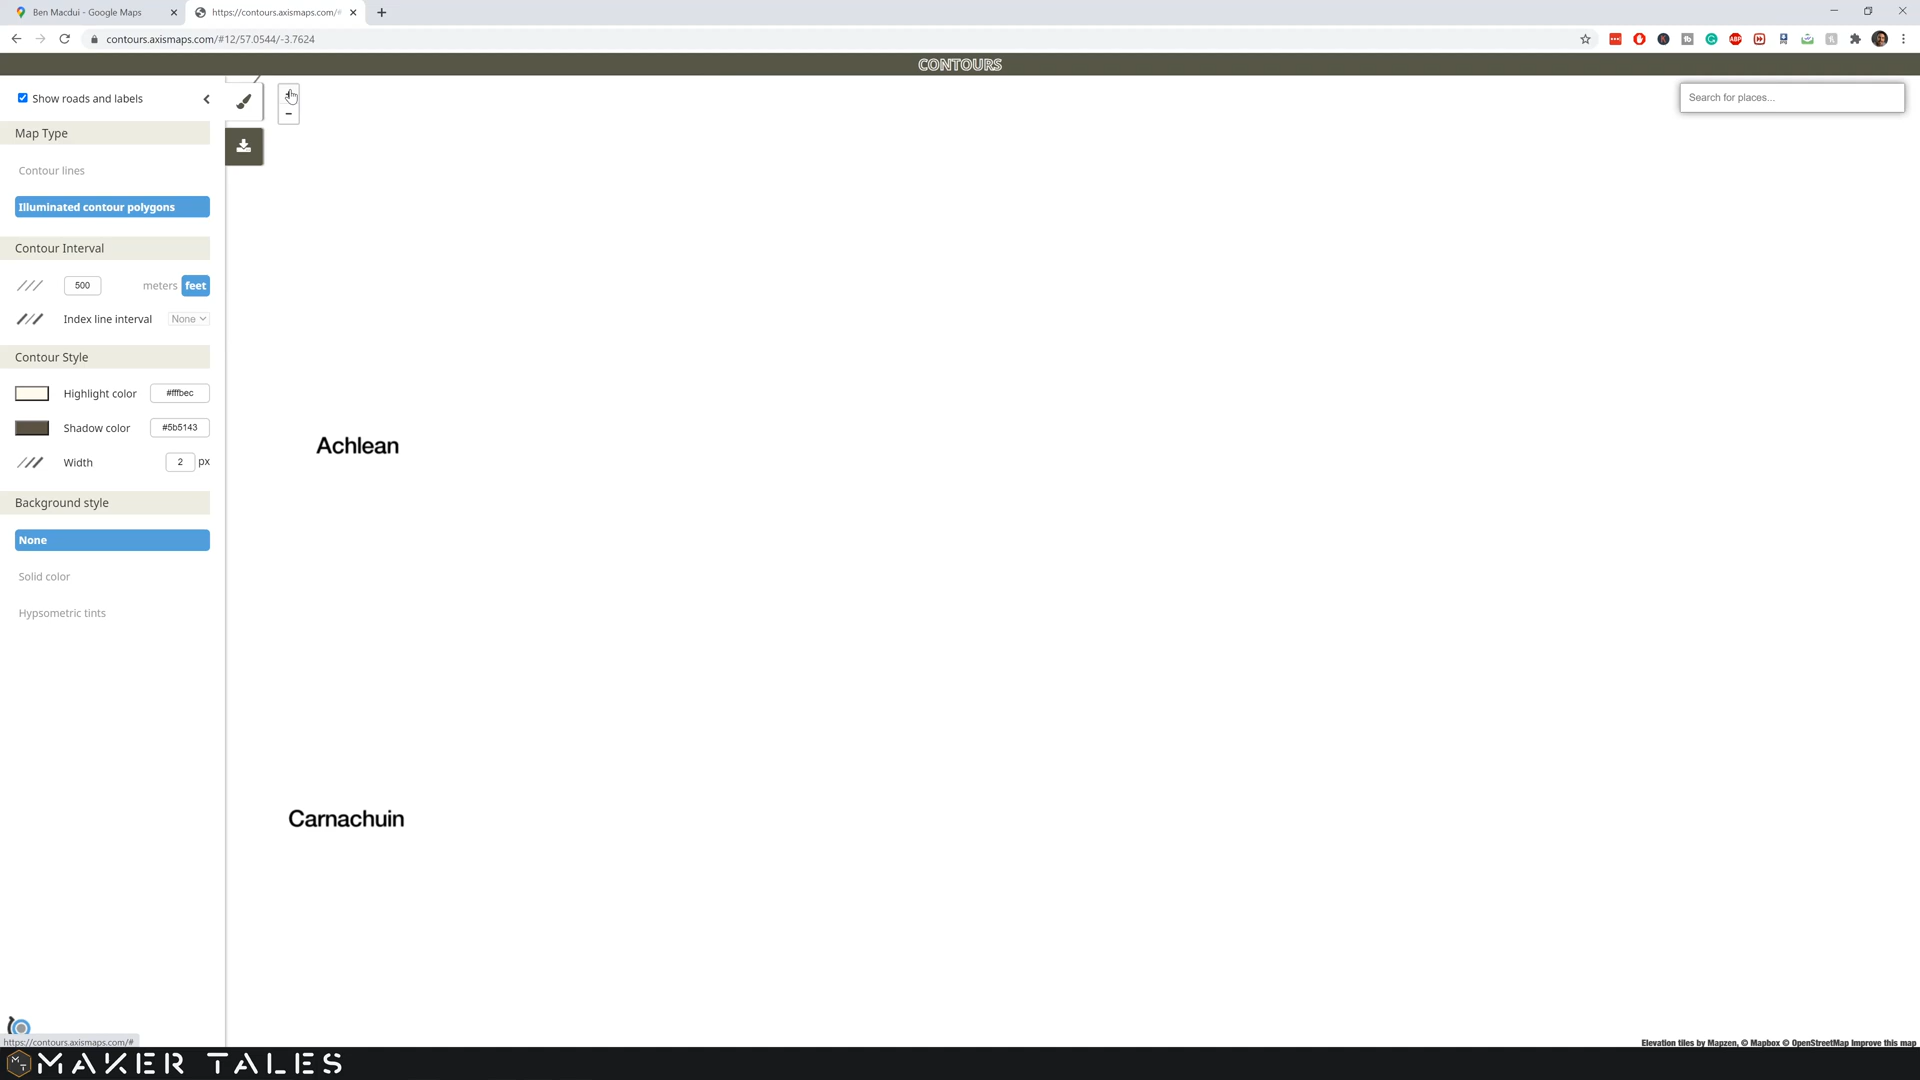 Ben Macdui - Google Maps
https://contours.axismaps.com/#
contours.axismaps.com/#12/57.0544/-3.7624
CONTOURS
Show roads and labels
Search for places...
Map Type
Contour lines
Illuminated contour polygons
Contour Interval
500 meters feet
Index line interval None
Contour Style
Highlight color #fffbec
Shadow color #5b5143
Width 2 px
Background style
None
Solid color
Hypsometric tints
Achlean
Carnachuin
https://contours.axismaps.com/#
Elevation tiles by Mapzen, © Mapbox © OpenStreetMap Improve this map
MAKER TALES